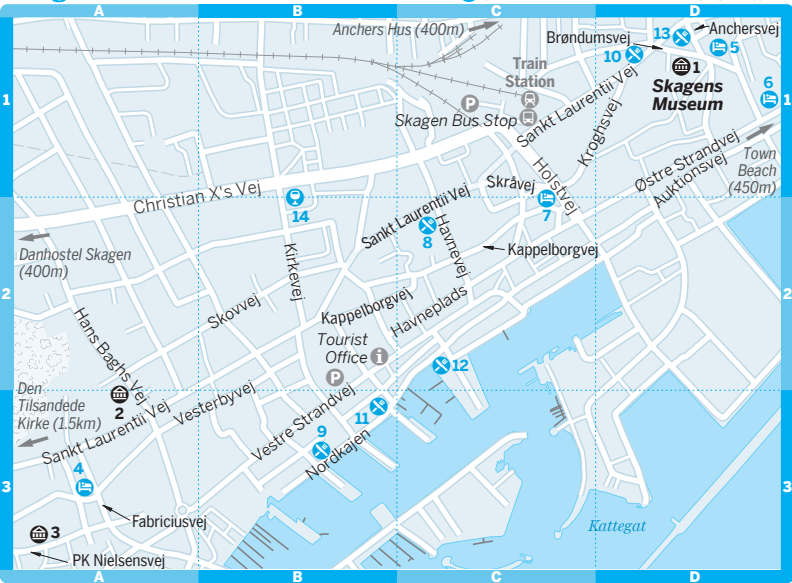 A
B
C
D
Anchers Hus (400m)
Anchersvej
Brøndumsvej
13
5
10
1
Train
Station
Skagens
Museum
6
1
1
P
Skagen Bus Stop
Sankt Laurentii Vej
Kroghsvej
Holstvej
Østre Strandvej
Auktionsvej
Town
Beach
(450m)
Christian X's Vej
Skråvej
14
7
Sankt Laurentii Vej
8
Havnevej
Kappelborgvej
Danhostel Skagen
(400m)
Kirkevej
2
2
Skovvej
Kappelborgvej
Havneplads
Hans Baghs Vej
Tourist
Office
i
P
12
Den
Tilsandede
Kirke (1.5km)
2
Sankt Laurentii Vej
Vesterbyvej
Vestre Strandvej
11
9
Nordkajen
4
3
3
Fabriciusvej
Kattegat
3
PK Nielsensvej
A
B
C
D